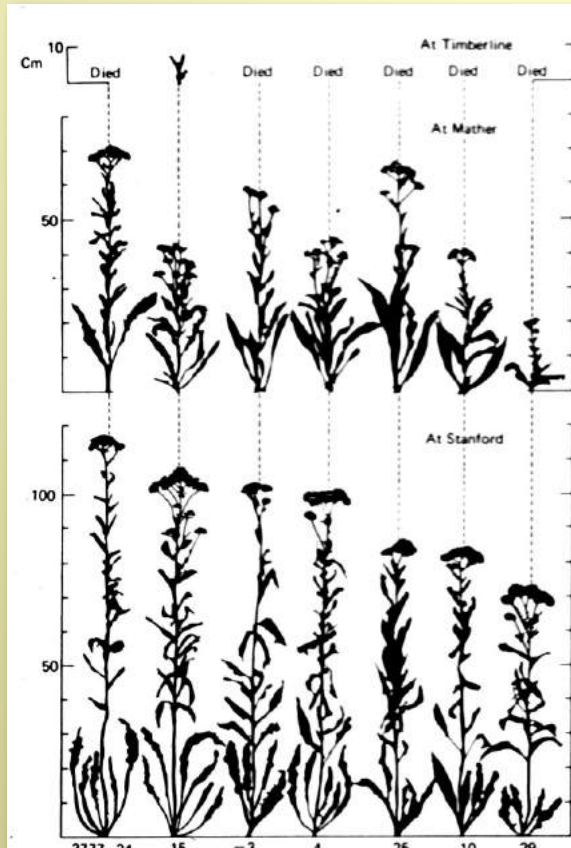 At Timberline
10
Cm
Died Died Died Died Died Died
At Mather
50
At Stanford
100
50
15 4 25 10 29